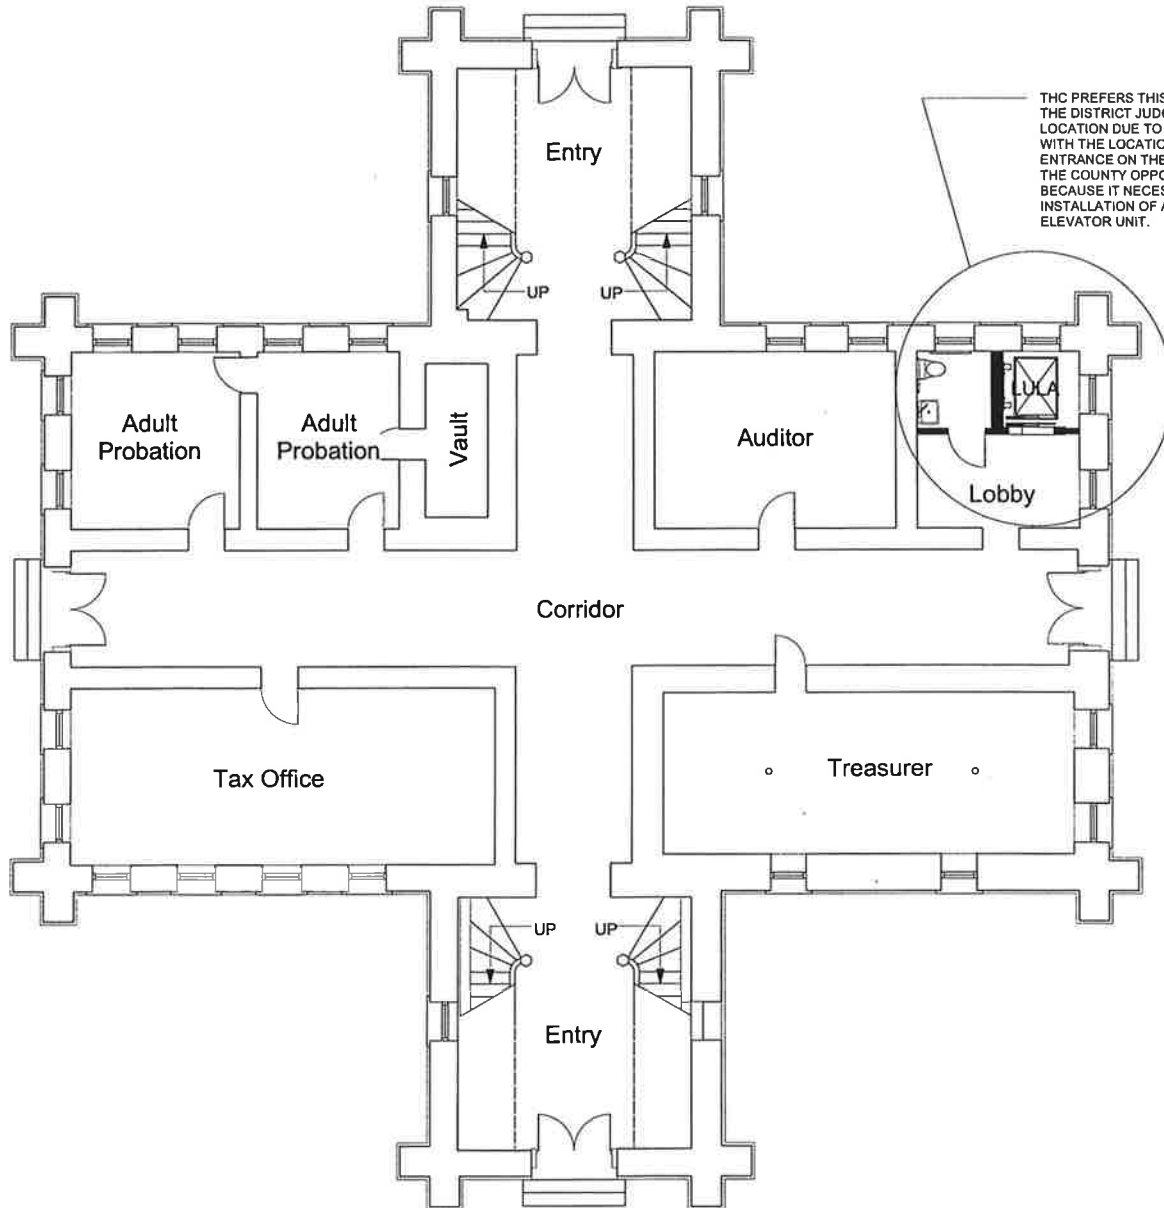 THC PREFERS THIS
THE DISTRICT JUD
LOCATION DUE TO
WITH THE LOCATIO
ENTRANCE ON THE
THE COUNTY OPPO
BECAUSE IT NECES
INSTALLATION OF A
ELEVATOR UNIT.
Entry
UP
UP
Adult
Probation
Adult
Probation
Vault
Auditor
LULA
Lobby
Corridor
Tax Office
Treasurer
UP
UP
Entry